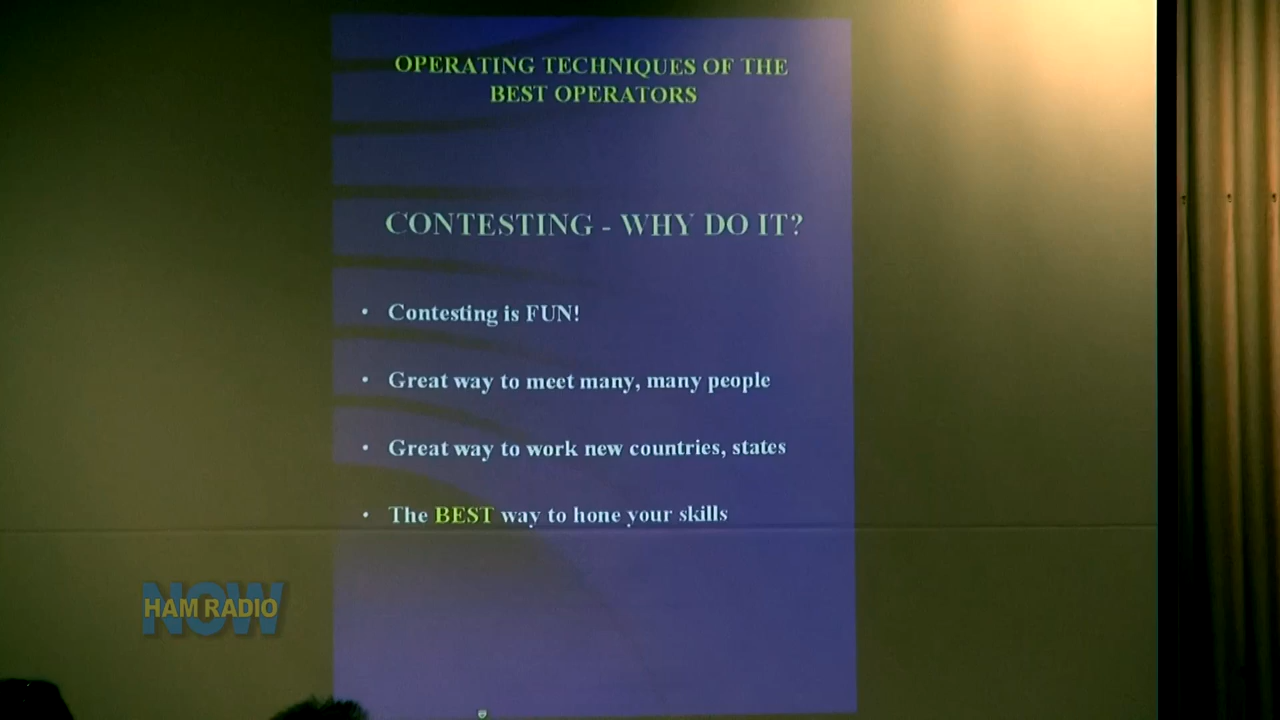 OPERATING TECHNIQUES OF THE
BEST OPERATORS
CONTESTING - WHY DO IT?
• Contesting is FUN!
• Great way to meet many, many people
• Great way to work new countries, states
• The BEST way to hone your skills
NOW
HAM RADIO